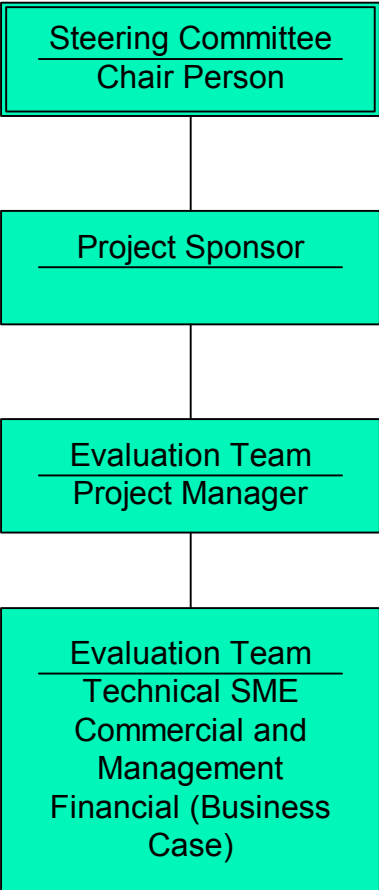 Steering Committee
Chair Person
Project Sponsor
Evaluation Team
Project Manager
Evaluation Team
Technical SME
Commercial and
Management
Financial (Business
Case)